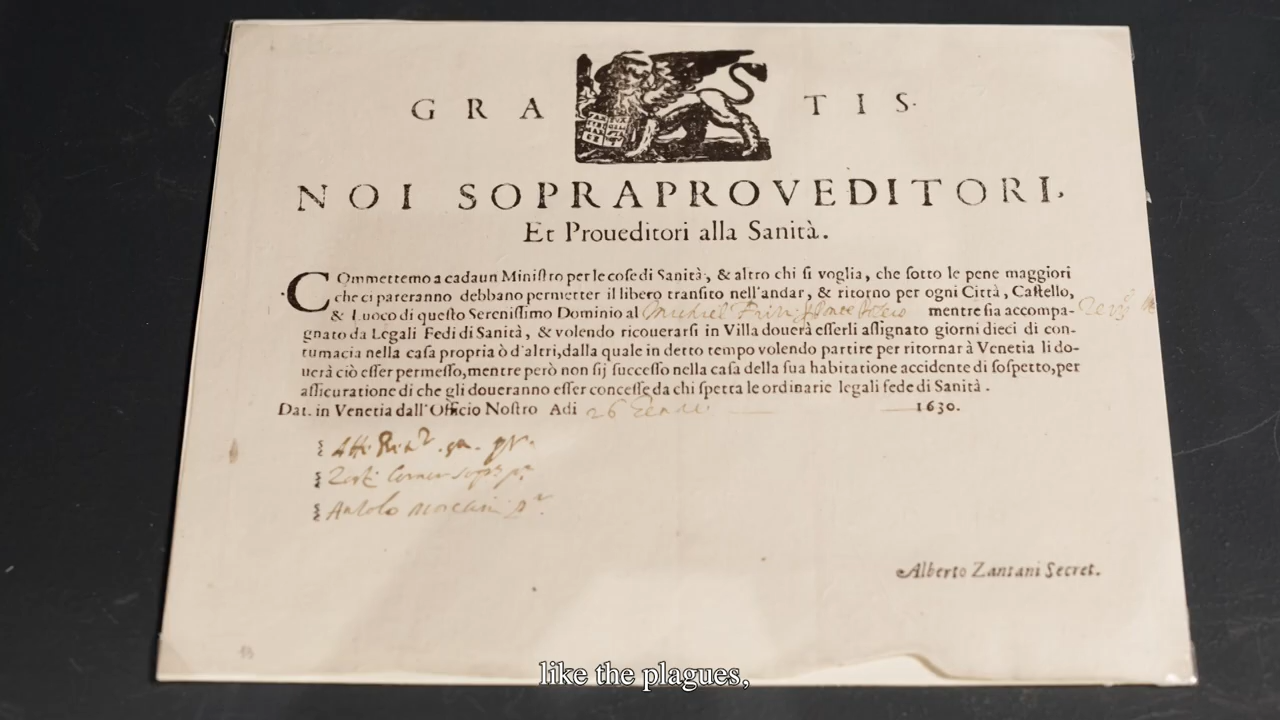 GRATIS.
NOI SOPRAPROVEDITORI,
Et Proueditori alla Sanità.
COmmettemo a cadaun Miniſtro per le coſe di Sanità, & altro chi ſi voglia, che ſotto le pene maggiori
che ci pareranno debbano permetter il libero tranſito nell'andar, & ritorno per ogni Città, Caſtello,
& Luoco di queſto Sereniſſimo Dominio al mentre ſia accompa-
gnato da Legali Fedi di Sanità, & volendo ricouerarſi in Villa douerà eſſerli aſſignato giorni dieci di con-
tumacia nella caſa propria ò d'altri, dalla quale in detto tempo volendo partire per ritornar à Venetia li do-
uerà ciò eſſer permeſſo, mentre però non ſij ſucceſſo nella caſa della ſua habitatione accidente di ſoſpetto, per
aſſicuratione di che gli doueranno eſſer conceſſe da chi ſpetta le ordinarie legali fede di Sanità.
Dat. in Venetia dall'Officio Noſtro Adi 26 1630.
Alberto Zantani Secret.
like the plagues,